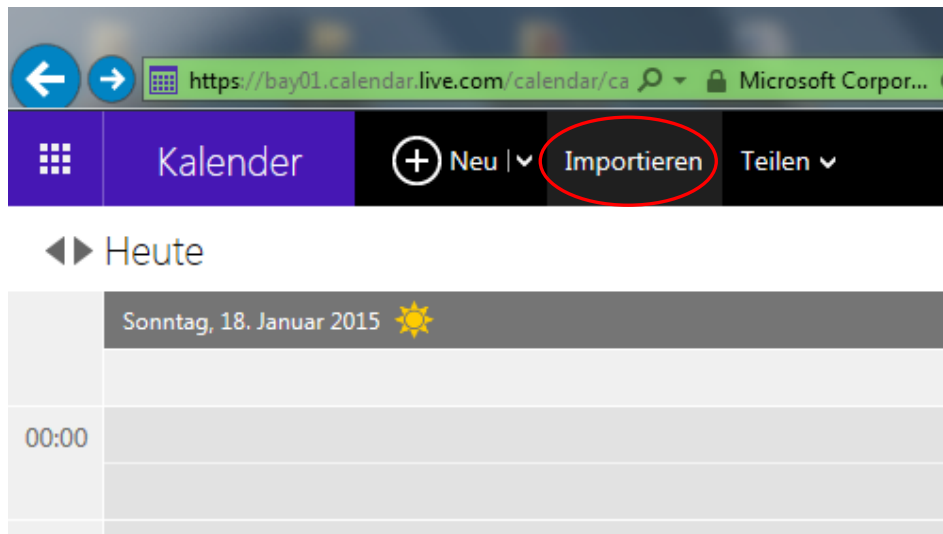 https://bay01.calendar.live.com/calendar/ca Microsoft Corpor...
Kalender Neu Importieren Teilen
Heute
Sonntag, 18. Januar 2015
00:00